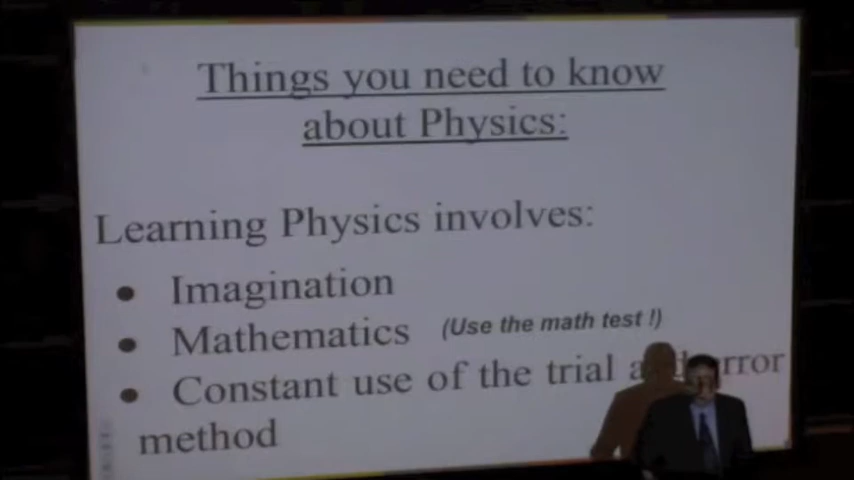 Things you need to know
about Physics:
Learning Physics involves:
• Imagination
• Mathematics (Use the math test !)
• Constant use of the trial and error
method